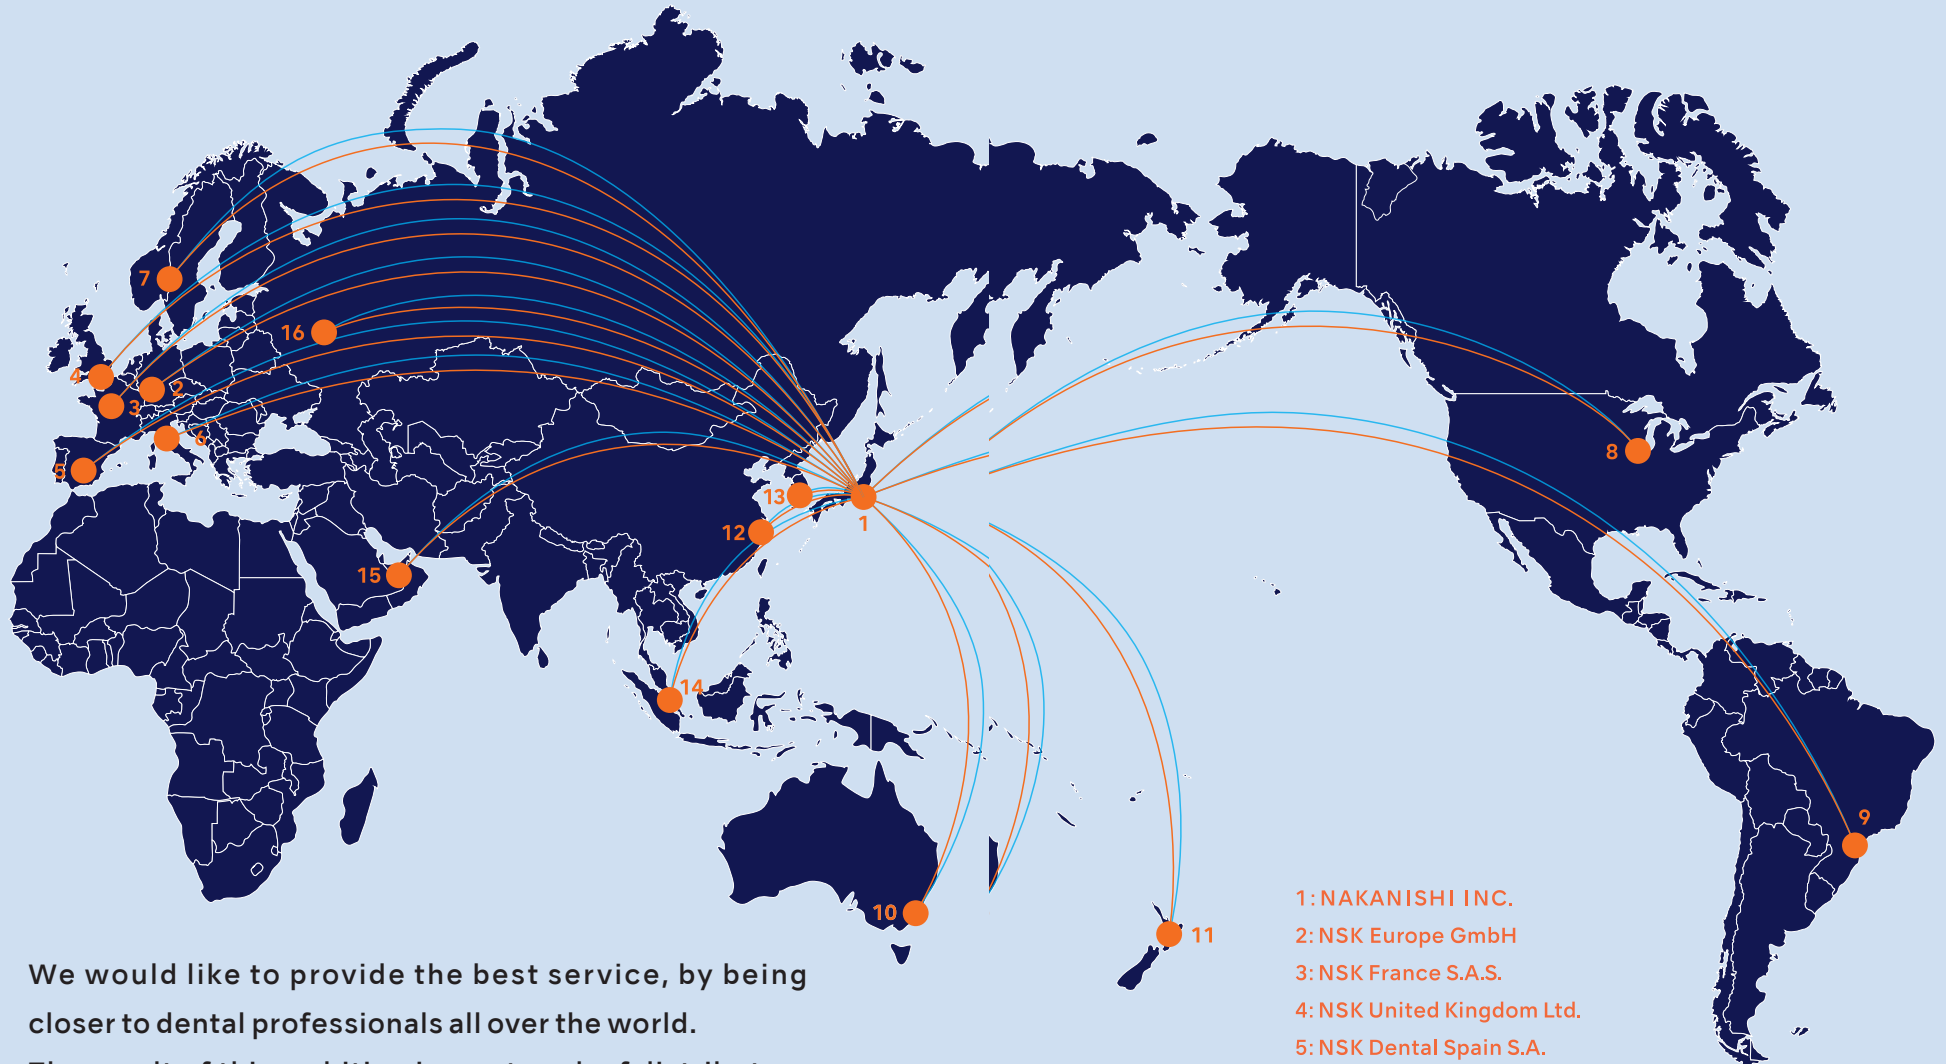 7
16
4
2
3
6
5
13
1
12
15
14
8
9
10
11
We would like to provide the best service, by being
closer to dental professionals all over the world.
1: NAKANISHI INC.
2: NSK Europe GmbH
3: NSK France S.A.S.
4: NSK United Kingdom Ltd.
5: NSK Dental Spain S.A.